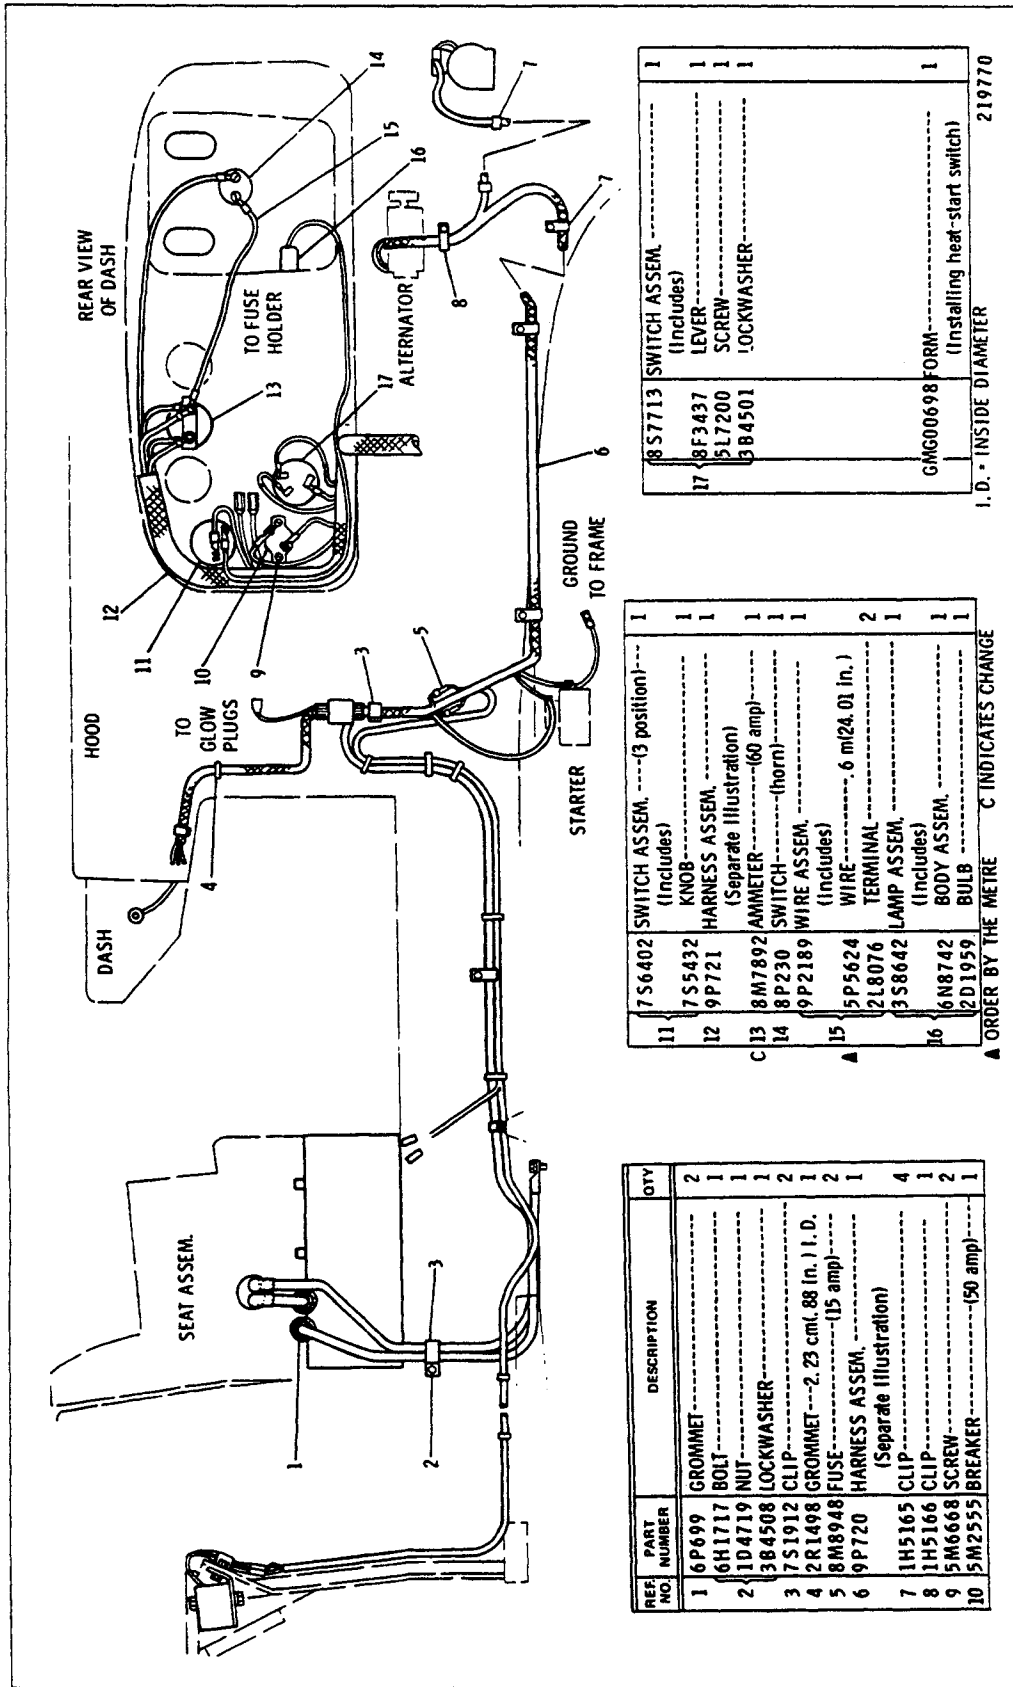 DASH
HOOD
REAR VIEW
OF DASH
SEAT ASSEM.
TO
GLOW
PLUGS
TO FUSE
HOLDER
ALTERNATOR
STARTER
GROUND
TO FRAME
1
2
3
4
3
5
6
7
7
8
9
10
11
12
13
14
15
16
17
REF. NO. PART NUMBER DESCRIPTION QTY
1 6P699 GROMMET 2
6H1717 BOLT 1
2 1D4719 NUT 1
3B4508 LOCKWASHER 1
3 7S1912 CLIP 2
4 2R1498 GROMMET---2.23 cm(.88 in.) I.D. 1
5 8M8948 FUSE-----(15 amp)---- 2
6 9P720 HARNESS ASSEM. 1
(Separate Illustration)
7 1H5165 CLIP 4
8 1H5166 CLIP 1
9 5M6668 SCREW 2
10 5M2555 BREAKER----(50 amp)---- 1
11 7S6402 SWITCH ASSEM. ----(3 position)--- 1
(Includes)
7S5432 KNOB 1
12 9P721 HARNESS ASSEM. 1
(Separate Illustration)
C 13 8M7892 AMMETER-----(60 amp)---- 1
14 8P230 SWITCH-----(horn)---- 1
9P2189 WIRE ASSEM. 1
(Includes)
▲ 15 5P5624 WIRE--------.6 m(24.01 in.)
2L8076 TERMINAL 2
3S8642 LAMP ASSEM. 1
(Includes)
16 6N8742 BODY ASSEM. 1
2D1959 BULB 1
8S7713 SWITCH ASSEM. 1
(Includes)
17 8F3437 LEVER 1
5L7200 SCREW 1
3B4501 LOCKWASHER 1
GMG00698 FORM 1
(Installing heat-start switch)
▲ ORDER BY THE METRE C INDICATES CHANGE I.D. = INSIDE DIAMETER 219770